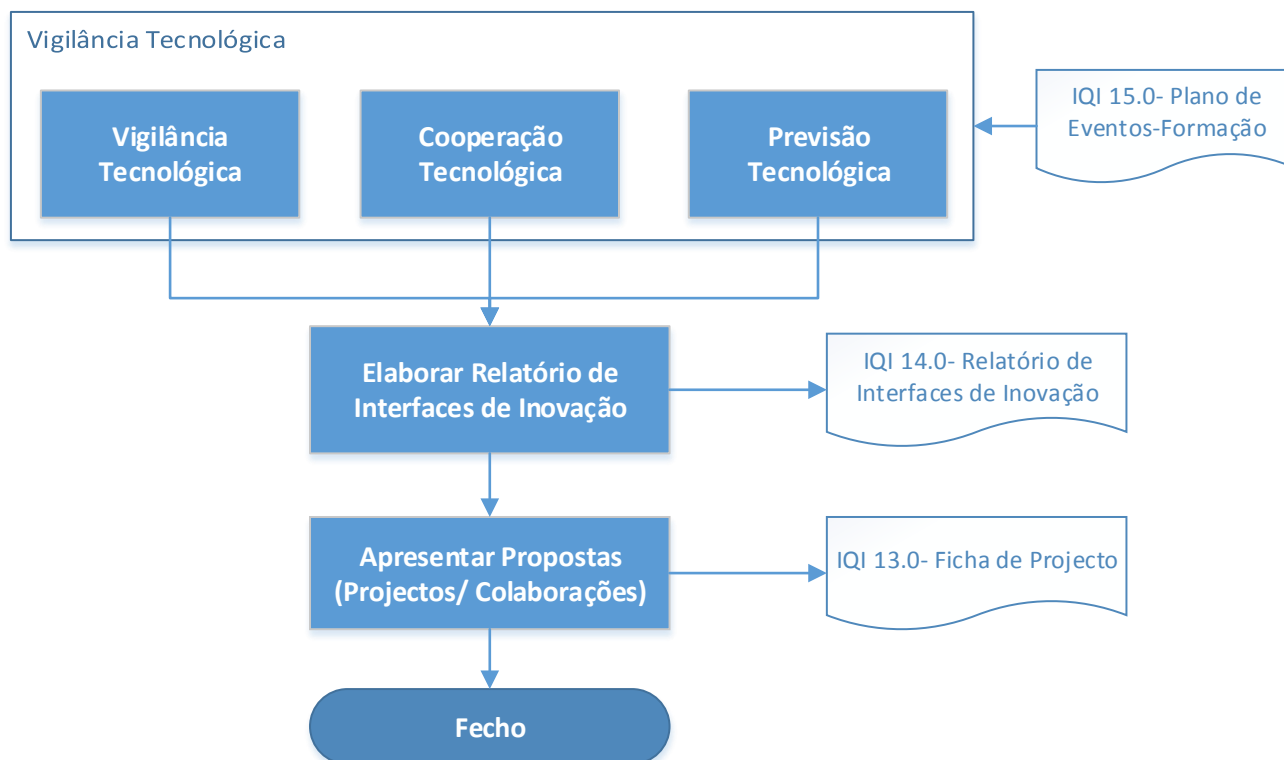 Vigilância Tecnológica
Vigilância
Tecnológica
Cooperação
Tecnológica
Previsão
Tecnológica
IQI 15.0- Plano de
Eventos-Formação
Elaborar Relatório de
Interfaces de Inovação
IQI 14.0- Relatório de
Interfaces de Inovação
Apresentar Propostas
(Projectos/ Colaborações)
IQI 13.0- Ficha de Projecto
Fecho